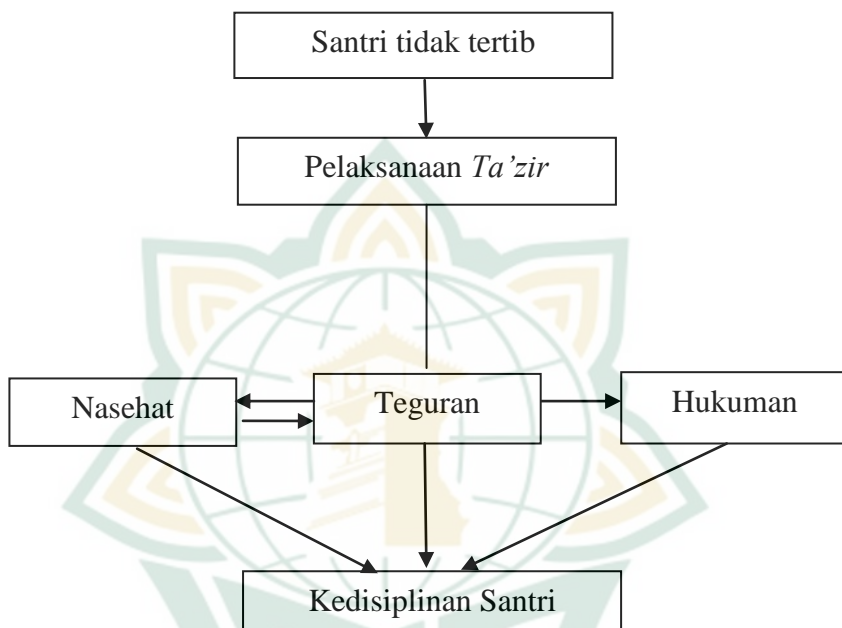 Santri tidak tertib
Pelaksanaan Ta’zir
Nasehat
Teguran
Hukuman
Kedisiplinan Santri